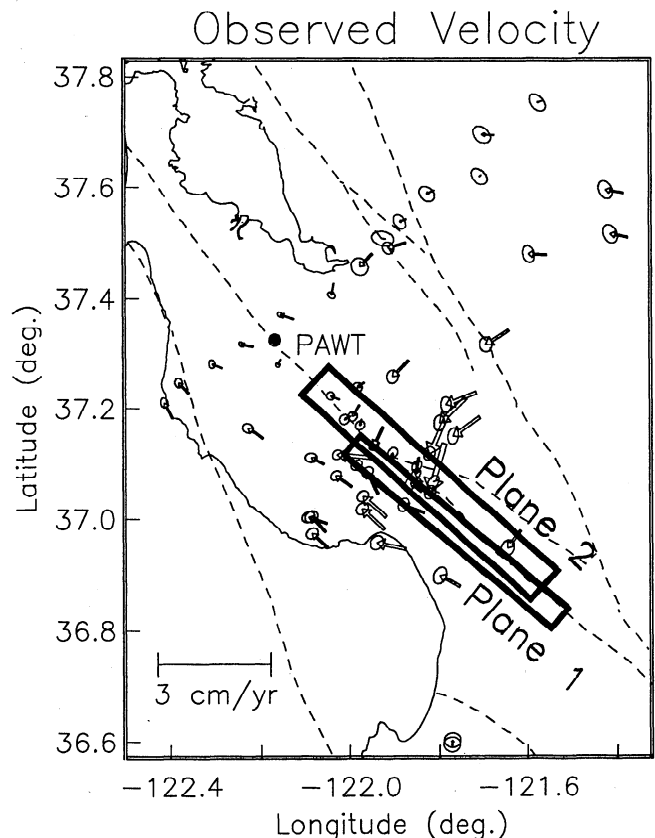 Observed Velocity
37.8
37.6
37.4
37.2
37.0
36.8
36.6
Latitude (deg.)
PAWT
Plane 2
Plane 1
3 cm/yr
−122.4
−122.0
−121.6
Longitude (deg.)